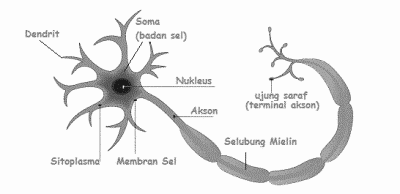 Soma
(badan sel)
Dendrit
Nukleus
ujung saraf
(terminal akson)
Akson
Selubung Mielin
Sitoplasma
Membran Sel